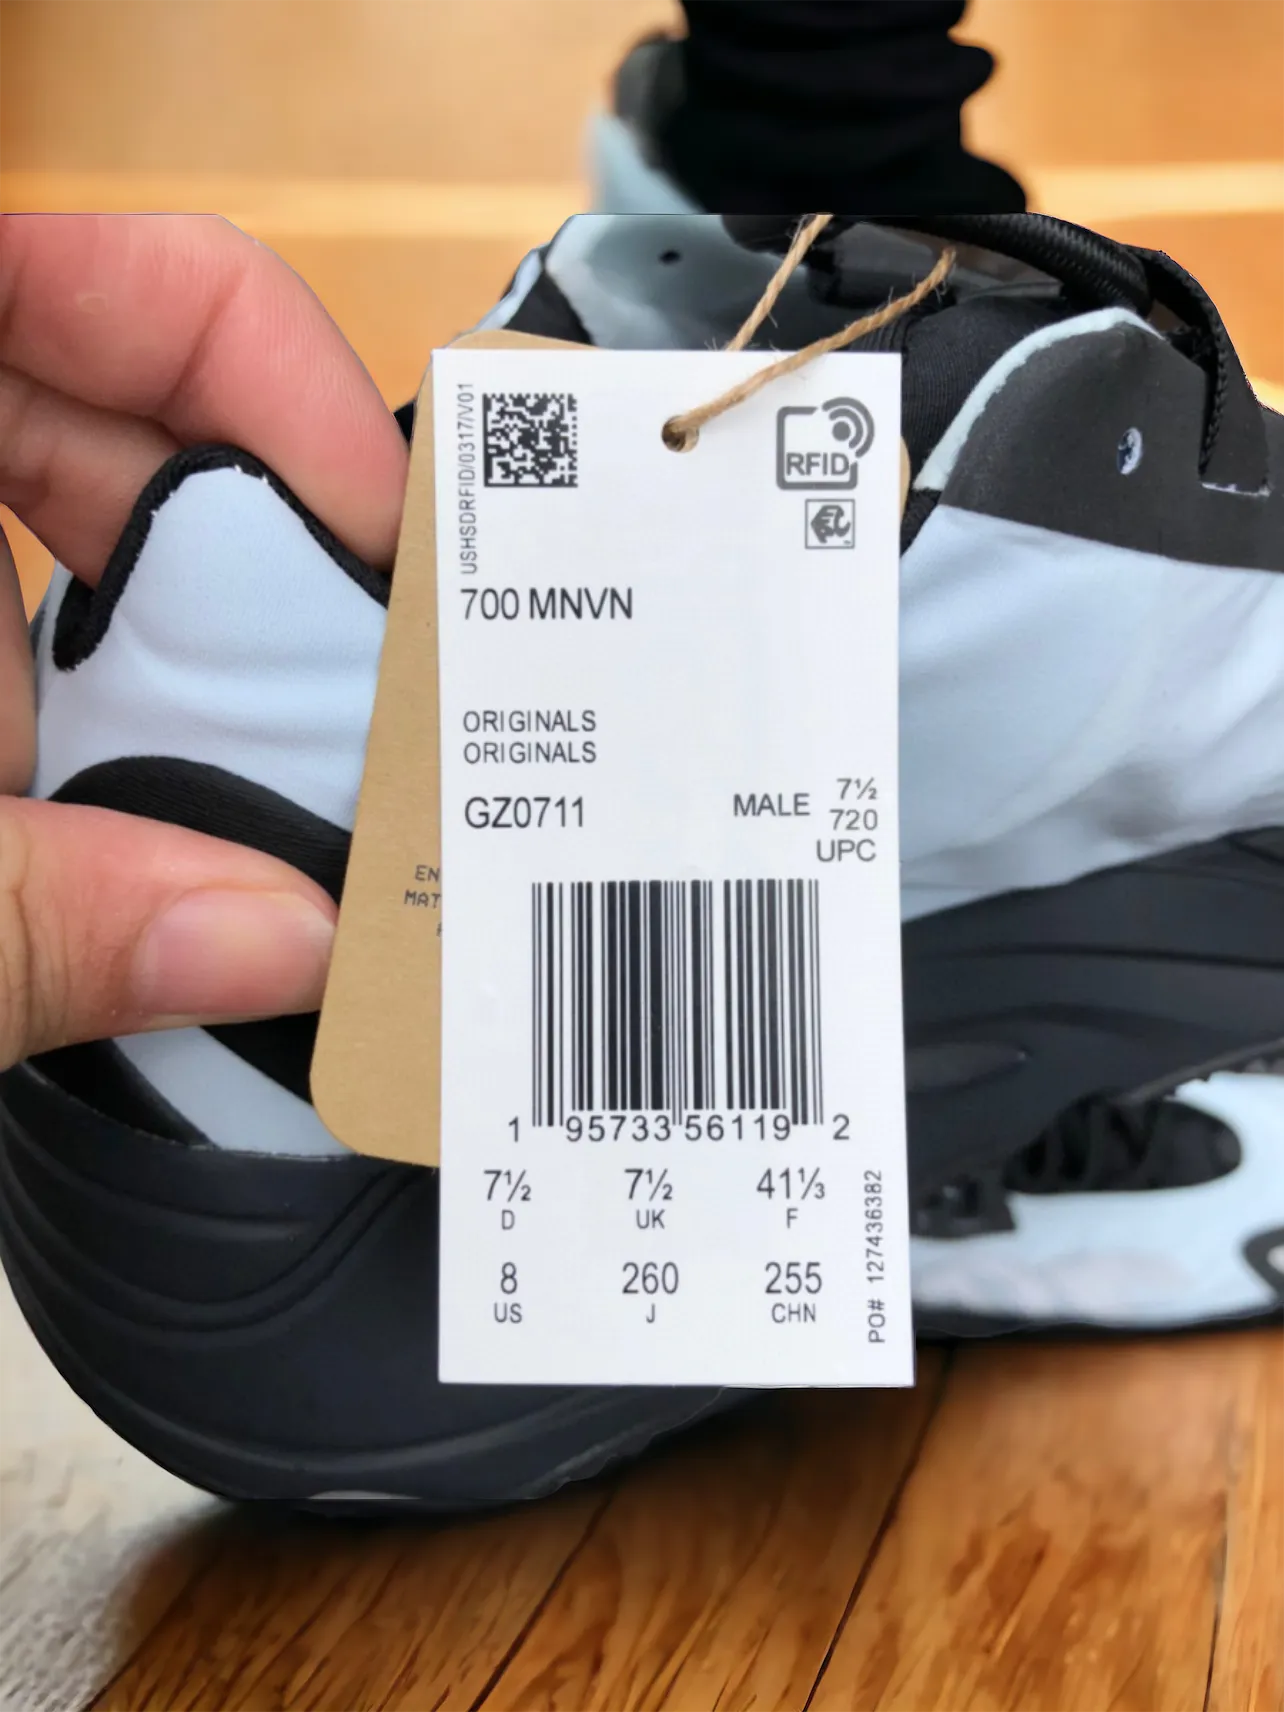 USHSDRFID/0317/V01
RFID
700 MNVN
ORIGINALS
ORIGINALS
GZ0711
MALE
7½
720
UPC
EN
MAT
1 95733 56119 2
7½ 7½ 41⅓
D UK F
8 260 255
US J CHN
PO# 127436382